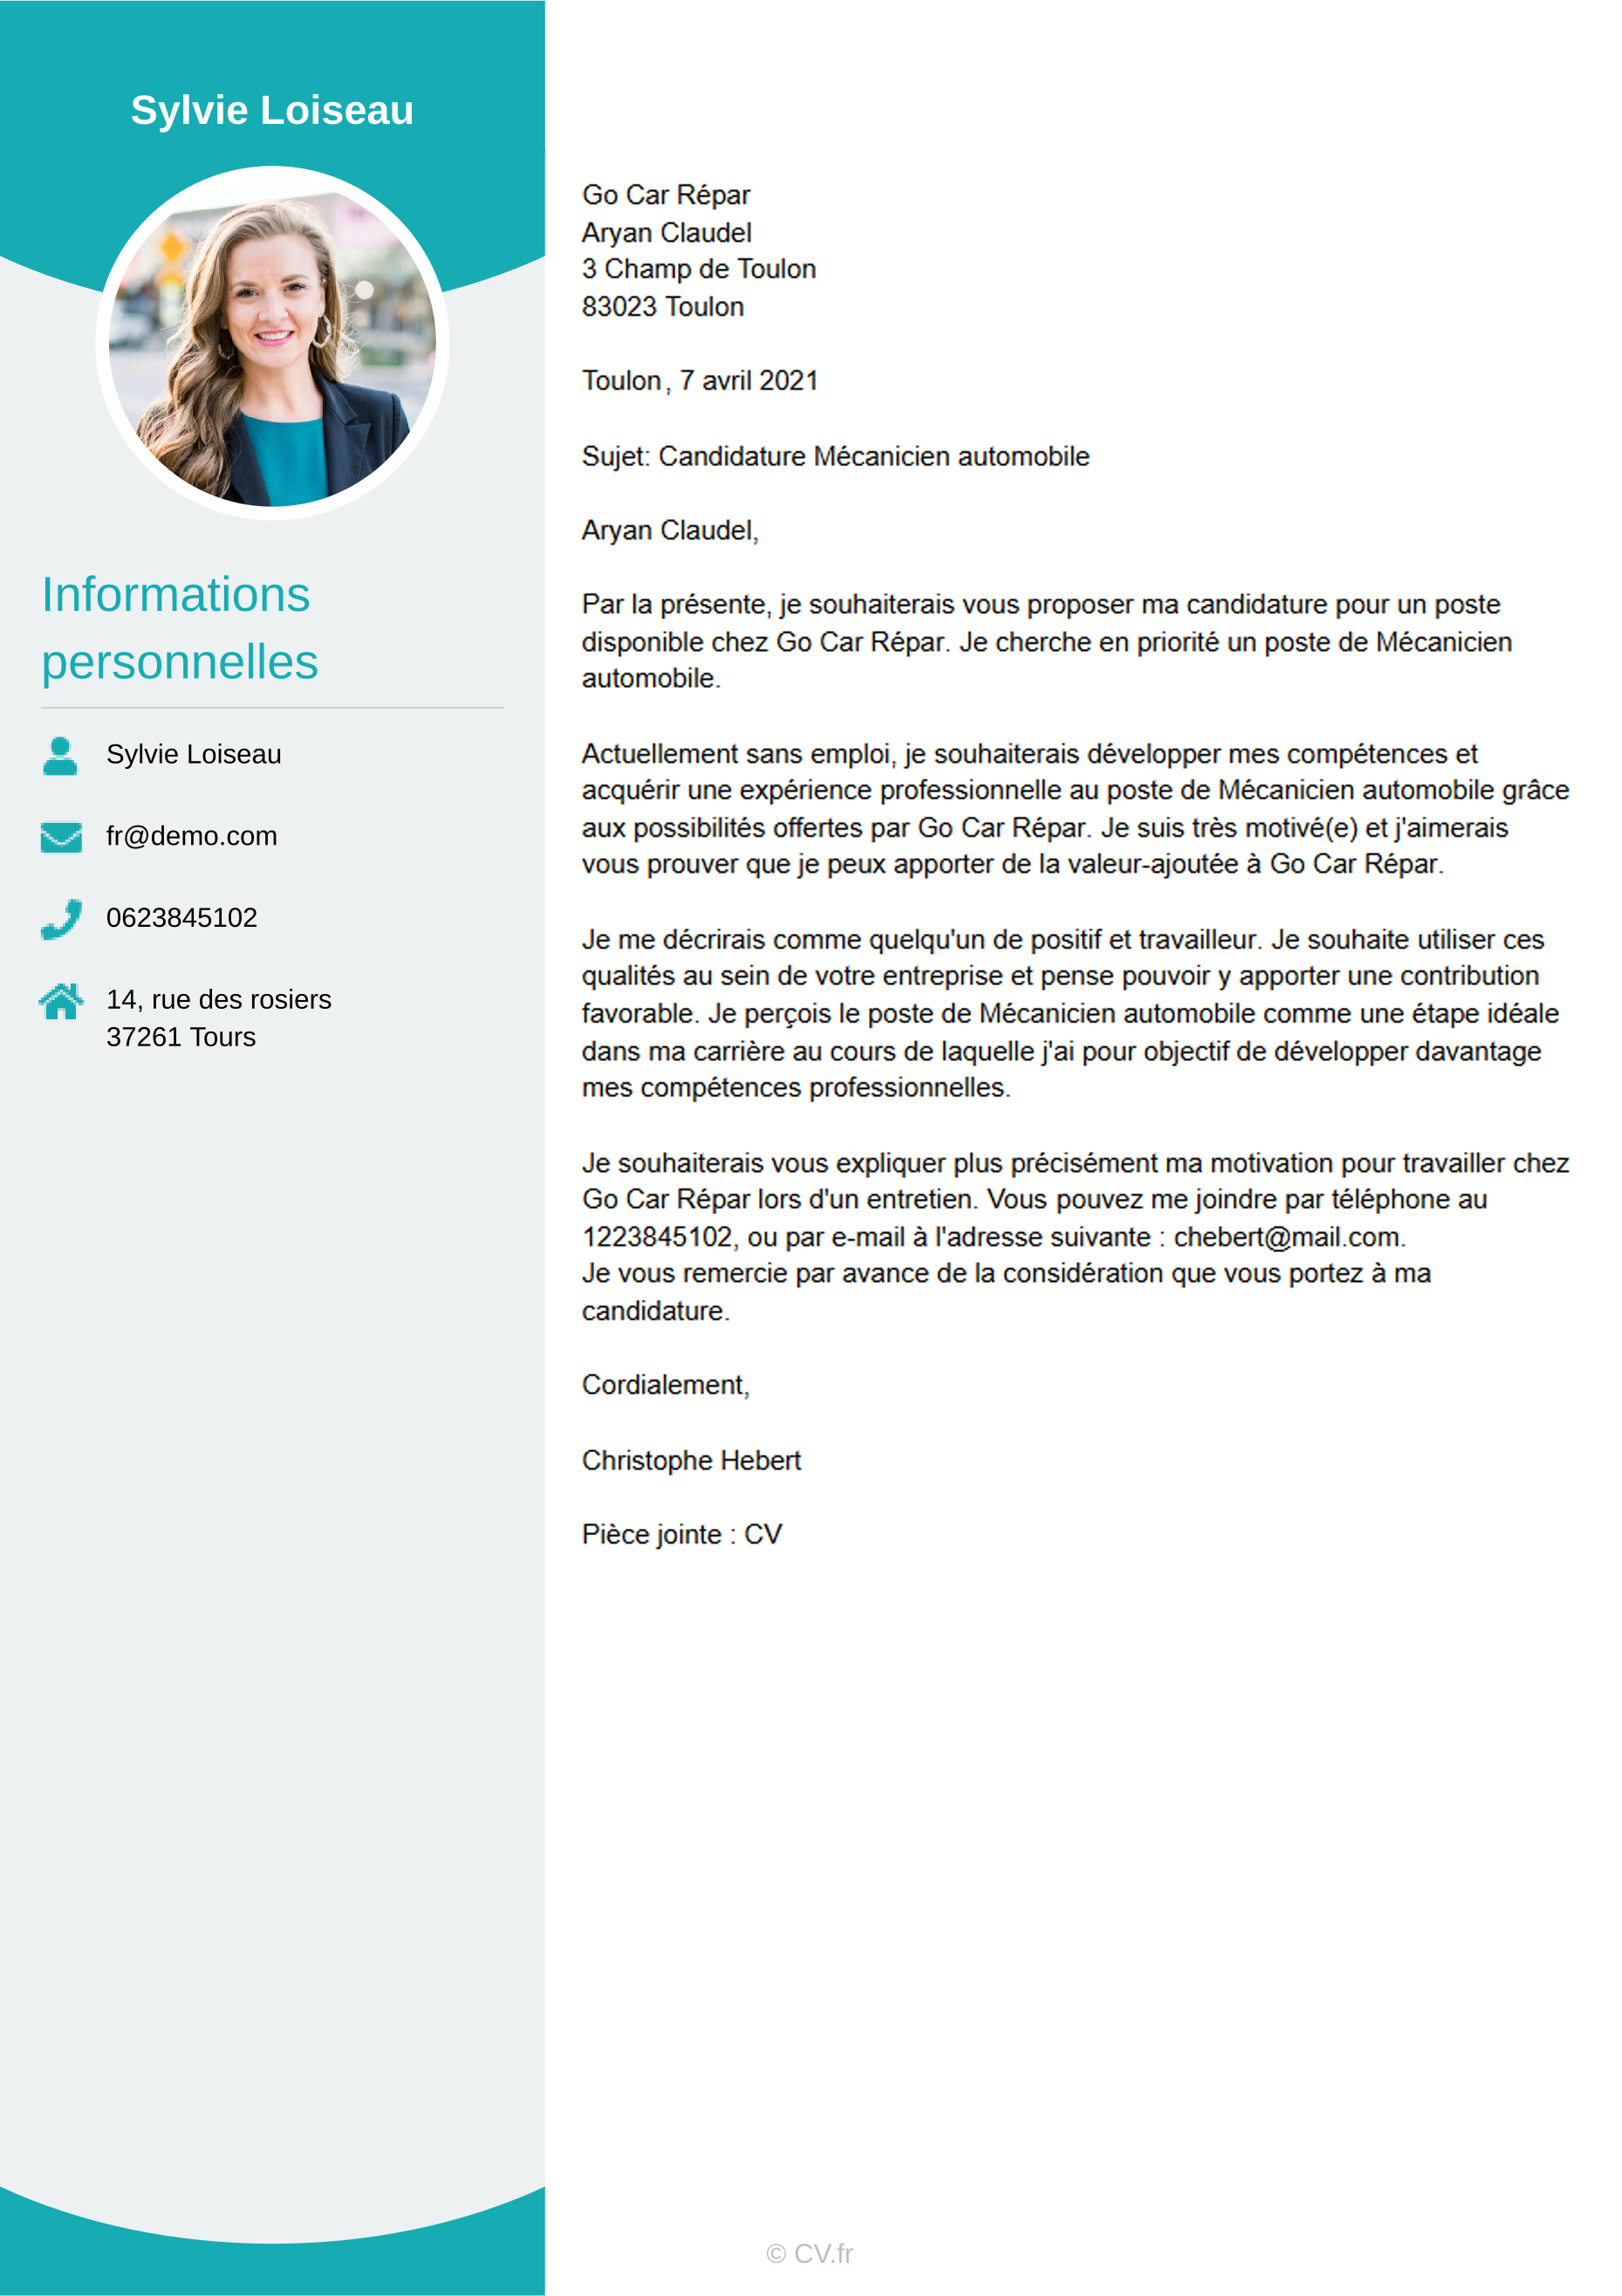 Sylvie Loiseau
Informations
personnelles
Sylvie Loiseau
fr@demo.com
0623845102
14, rue des rosiers
37261 Tours
Go Car Répar
Aryan Claudel
3 Champ de Toulon
83023 Toulon
Toulon, 7 avril 2021
Sujet: Candidature Mécanicien automobile
Aryan Claudel,
Par la présente, je souhaiterais vous proposer ma candidature pour un poste
disponible chez Go Car Répar. Je cherche en priorité un poste de Mécanicien
automobile.
Actuellement sans emploi, je souhaiterais développer mes compétences et
acquérir une expérience professionnelle au poste de Mécanicien automobile grâce
aux possibilités offertes par Go Car Répar. Je suis très motivé(e) et j'aimerais
vous prouver que je peux apporter de la valeur-ajoutée à Go Car Répar.
Je me décrirais comme quelqu'un de positif et travailleur. Je souhaite utiliser ces
qualités au sein de votre entreprise et pense pouvoir y apporter une contribution
favorable. Je perçois le poste de Mécanicien automobile comme une étape idéale
dans ma carrière au cours de laquelle j'ai pour objectif de développer davantage
mes compétences professionnelles.
Je souhaiterais vous expliquer plus précisément ma motivation pour travailler chez
Go Car Répar lors d'un entretien. Vous pouvez me joindre par téléphone au
1223845102, ou par e-mail à l'adresse suivante : chebert@mail.com.
Je vous remercie par avance de la considération que vous portez à ma
candidature.
Cordialement,
Christophe Hebert
Pièce jointe : CV
© CV.fr